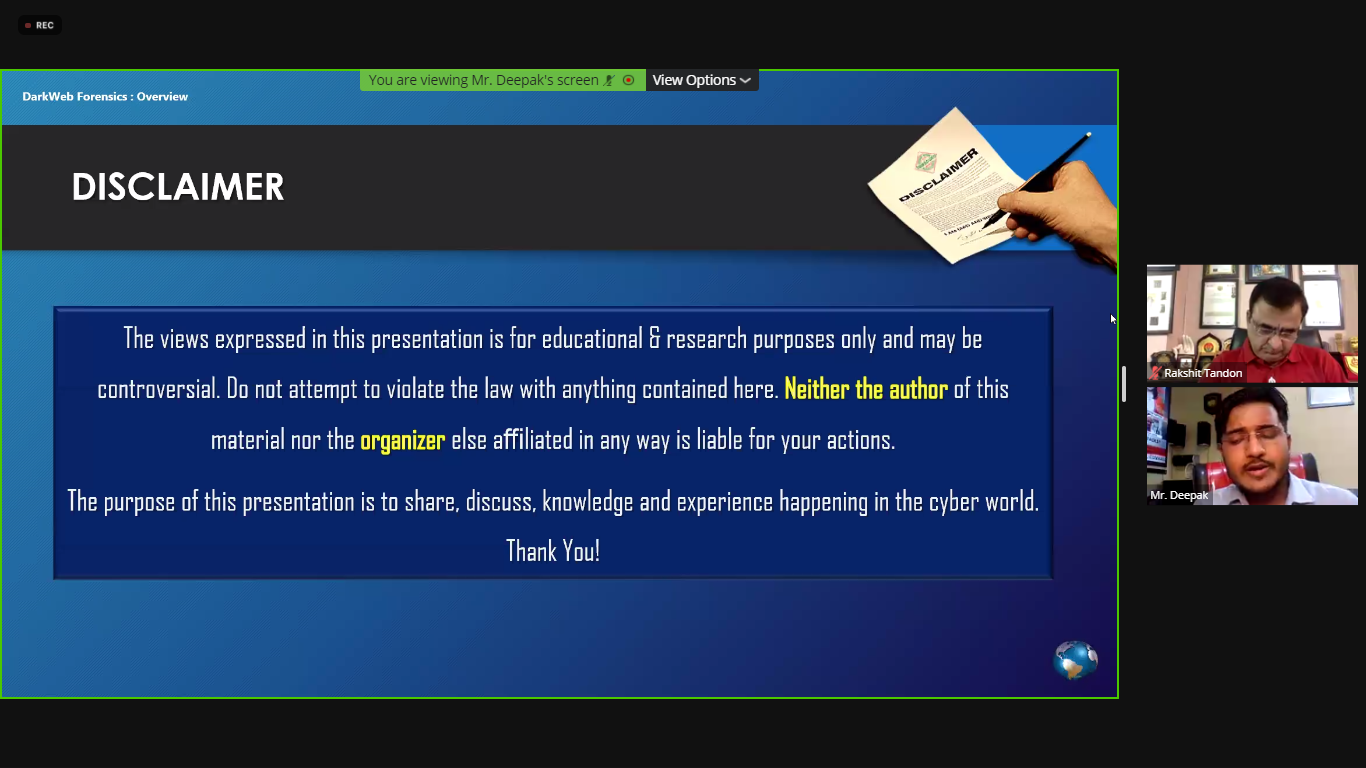 REC
You are viewing Mr. Deepak's screen
View Options
DarkWeb Forensics : Overview
DISCLAIMER
DISCLAIMER
The views expressed in this presentation is for educational & research purposes only and may be
controversial. Do not attempt to violate the law with anything contained here. Neither the author of this
material nor the organizer else affiliated in any way is liable for your actions.
The purpose of this presentation is to share, discuss, knowledge and experience happening in the cyber world.
Thank You!
Rakshit Tandon
Mr. Deepak